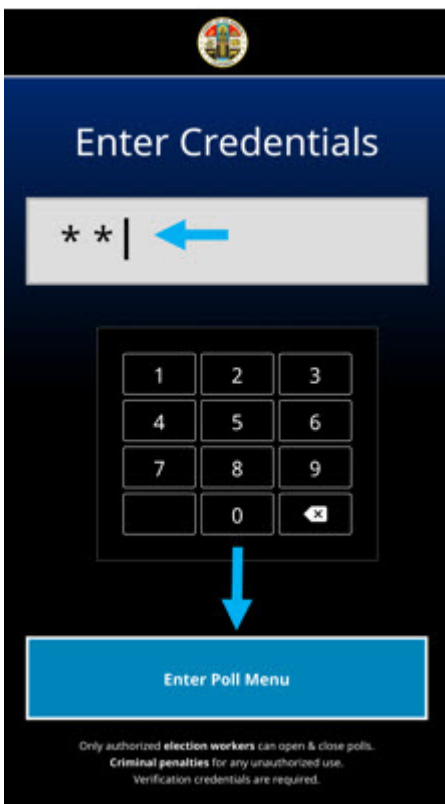 Enter Credentials
**
1 2 3
4 5 6
7 8 9
0
Enter Poll Menu
Only authorized election workers can open & close polls.
Criminal penalties for any unauthorized use.
Verification credentials are required.